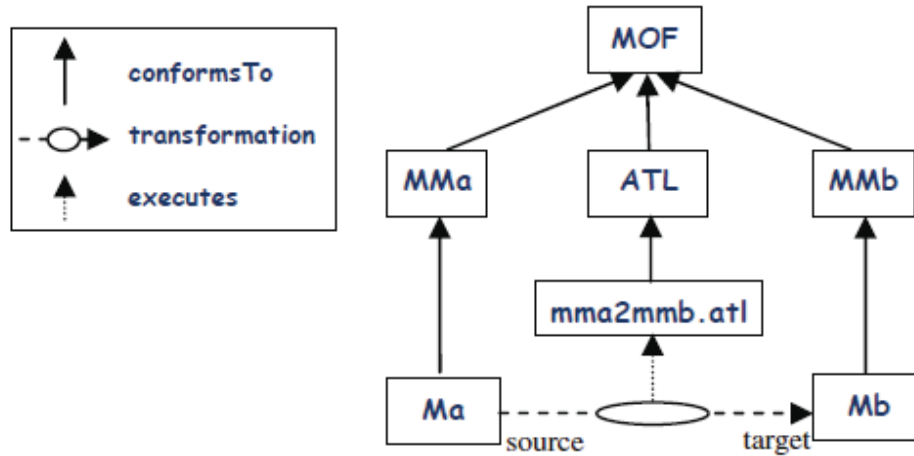 MOF
conformsTo
transformation
executes
MMa
ATL
MMb
mma2mmb.atl
Ma
Mb
source
target